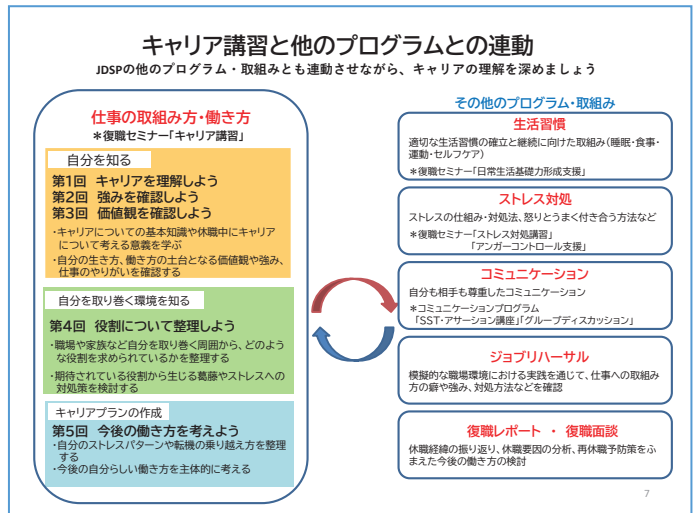 キャリア講習と他のプログラムとの連動
JDSPの他のプログラム・取組みとも連動させながら、キャリアの理解を深めましょう
仕事の取組み方・働き方
＊復職セミナー「キャリア講習」
自分を知る
第1回 キャリアを理解しよう
第2回 強みを確認しよう
第3回 価値観を確認しよう
・キャリアについての基本知識や休職中にキャリア
について考える意義を学ぶ
・自分の生き方、働き方の土台となる価値観や強み、
仕事のやりがいを確認する
自分を取り巻く環境を知る
第4回 役割について整理しよう
・職場や家族など自分を取り巻く周囲から、どのよう
な役割を求められているかを整理する
・期待されている役割から生じる葛藤やストレスへの
対処策を検討する
キャリアプランの作成
第5回 今後の働き方を考えよう
・自分のストレスパターンや転機の乗り越え方を整理
する
・今後の自分らしい働き方を主体的に考える
その他のプログラム・取組み
生活習慣
適切な生活習慣の確立と継続に向けた取組み(睡眠・食事・
運動・セルフケア)
＊復職セミナー「日常生活基礎力形成支援」
ストレス対処
ストレスの仕組み・対処法、怒りとうまく付き合う方法など
＊復職セミナー「ストレス対処講習」
「アンガーコントロール支援」
コミュニケーション
自分も相手も尊重したコミュニケーション
＊コミュニケーションプログラム
「SST・アサーション講座」「グループディスカッション」
ジョブリハーサル
模擬的な職場環境における実践を通じて、仕事への取組み
方の癖や強み、対処方法などを確認
復職レポート ・ 復職面談
休職経緯の振り返り、休職要因の分析、再休職予防策をふ
まえた今後の働き方の検討
7